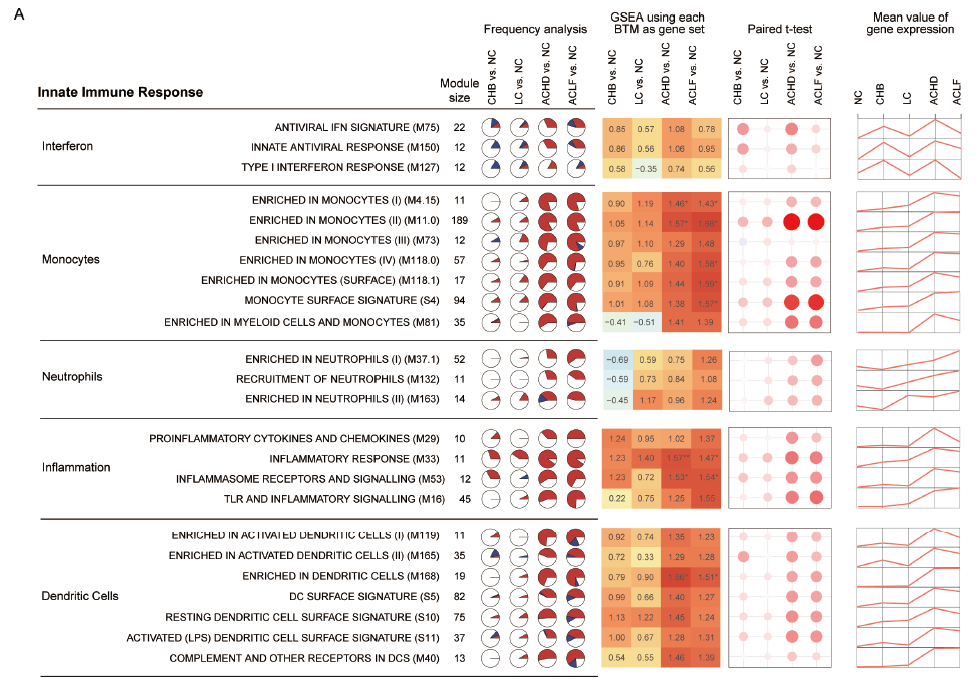 A
Frequency analysis
GSEA using each
BTM as gene set
Paired t-test
Mean value of
gene expression
Innate Immune Response
Module
size
CHB vs. NC
LC vs. NC
ACHD vs. NC
ACLF vs. NC
CHB vs. NC
LC vs. NC
ACHD vs. NC
ACLF vs. NC
CHB vs. NC
LC vs. NC
ACHD vs. NC
ACLF vs. NC
NC
CHB
LC
ACHD
ACLF
Interferon
ANTIVIRAL IFN SIGNATURE (M75) 22 0.85 0.57 1.08 0.78
INNATE ANTIVIRAL RESPONSE (M150) 12 0.86 0.56 1.06 0.95
TYPE I INTERFERON RESPONSE (M127) 12 0.58 −0.35 0.74 0.56
Monocytes
ENRICHED IN MONOCYTES (I) (M4.15) 11 0.90 1.19 1.46* 1.43*
ENRICHED IN MONOCYTES (II) (M11.0) 189 1.05 1.14 1.57*
ENRICHED IN MONOCYTES (III) (M73) 12 0.97 1.10 1.29 1.48
ENRICHED IN MONOCYTES (IV) (M118.0) 57 0.95 0.76 1.40 1.58*
ENRICHED IN MONOCYTES (SURFACE) (M118.1) 17 0.91 1.09 1.44 1.59*
MONOCYTE SURFACE SIGNATURE (S4) 94 1.01 1.08 1.38 1.57*
ENRICHED IN MYELOID CELLS AND MONOCYTES (M81) 35 −0.41 −0.51 1.41 1.39
Neutrophils
ENRICHED IN NEUTROPHILS (I) (M37.1) 52 −0.69 0.59 0.75 1.26
RECRUITMENT OF NEUTROPHILS (M132) 11 −0.59 0.73 0.84 1.08
ENRICHED IN NEUTROPHILS (II) (M163) 14 −0.45 1.17 0.96 1.24
Inflammation
PROINFLAMMATORY CYTOKINES AND CHEMOKINES (M29) 10 1.24 0.95 1.02 1.37
INFLAMMATORY RESPONSE (M33) 11 1.23 1.40 1.57** 1.47*
INFLAMMASOME RECEPTORS AND SIGNALLING (M53) 12 1.23 0.72 1.53* 1.54*
TLR AND INFLAMMATORY SIGNALLING (M16) 45 0.22 0.75 1.25 1.55
Dendritic Cells
ENRICHED IN ACTIVATED DENDRITIC CELLS (I) (M119) 11 0.92 0.74 1.35 1.23
ENRICHED IN ACTIVATED DENDRITIC CELLS (II) (M165) 35 0.72 0.33 1.29 1.28
ENRICHED IN DENDRITIC CELLS (M168) 19 0.79 0.90 1.51*
DC SURFACE SIGNATURE (S5) 82 0.99 0.66 1.40 1.27
RESTING DENDRITIC CELL SURFACE SIGNATURE (S10) 75 1.13 1.22 1.45 1.24
ACTIVATED (LPS) DENDRITIC CELL SURFACE SIGNATURE (S11) 37 1.00 0.67 1.28 1.31
COMPLEMENT AND OTHER RECEPTORS IN DCS (M40) 13 0.54 0.55 1.46 1.39